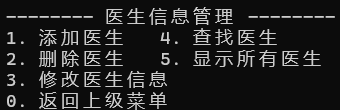 -------- 医生信息管理 --------
1. 添加医生   4. 查找医生
2. 删除医生   5. 显示所有医生
3. 修改医生信息
0. 返回上级菜单